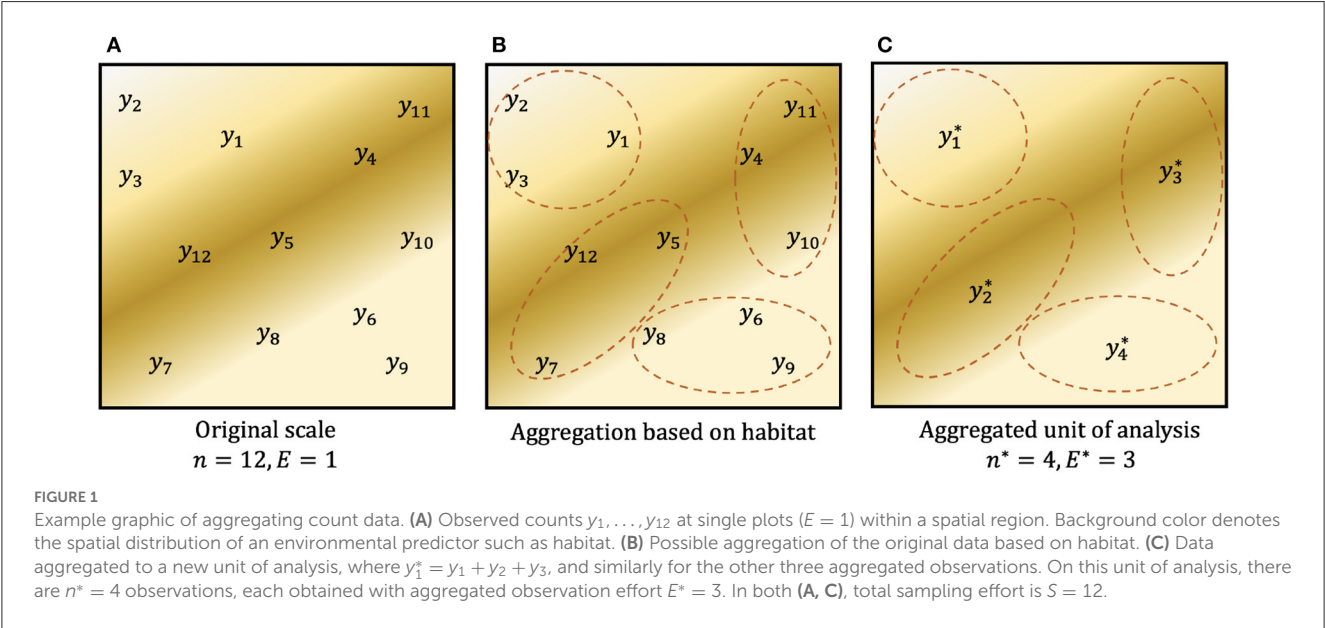 A
B
C
y₂
y₁₁
y₁
y₄
y₃
y₅
y₁₀
y₁₂
y₆
y₈
y₇
y₉
y₂
y₁₁
y₁
y₄
y₃
y₅
y₁₀
y₁₂
y₆
y₈
y₇
y₉
y₁*
y₃*
y₂*
y₄*
Original scale
n = 12, E = 1
Aggregation based on habitat
Aggregated unit of analysis
n* = 4, E* = 3
FIGURE 1
Example graphic of aggregating count data. (A) Observed counts y₁, . . . , y₁₂ at single plots (E = 1) within a spatial region. Background color denotes
the spatial distribution of an environmental predictor such as habitat. (B) Possible aggregation of the original data based on habitat. (C) Data
aggregated to a new unit of analysis, where y₁* = y₁ + y₂ + y₃, and similarly for the other three aggregated observations. On this unit of analysis, there
are n* = 4 observations, each obtained with aggregated observation effort E* = 3. In both (A, C), total sampling effort is S = 12.